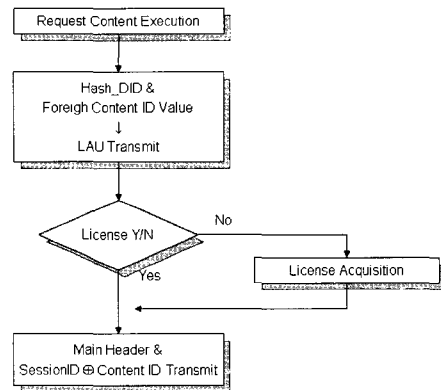 Request Content Execution
Hash_DID &
Foreigh Content ID Value
↓
LAU Transmit
License Y/N
No
Yes
License Acquisition
Main Header &
SessionID ⊕ Content ID Transmit